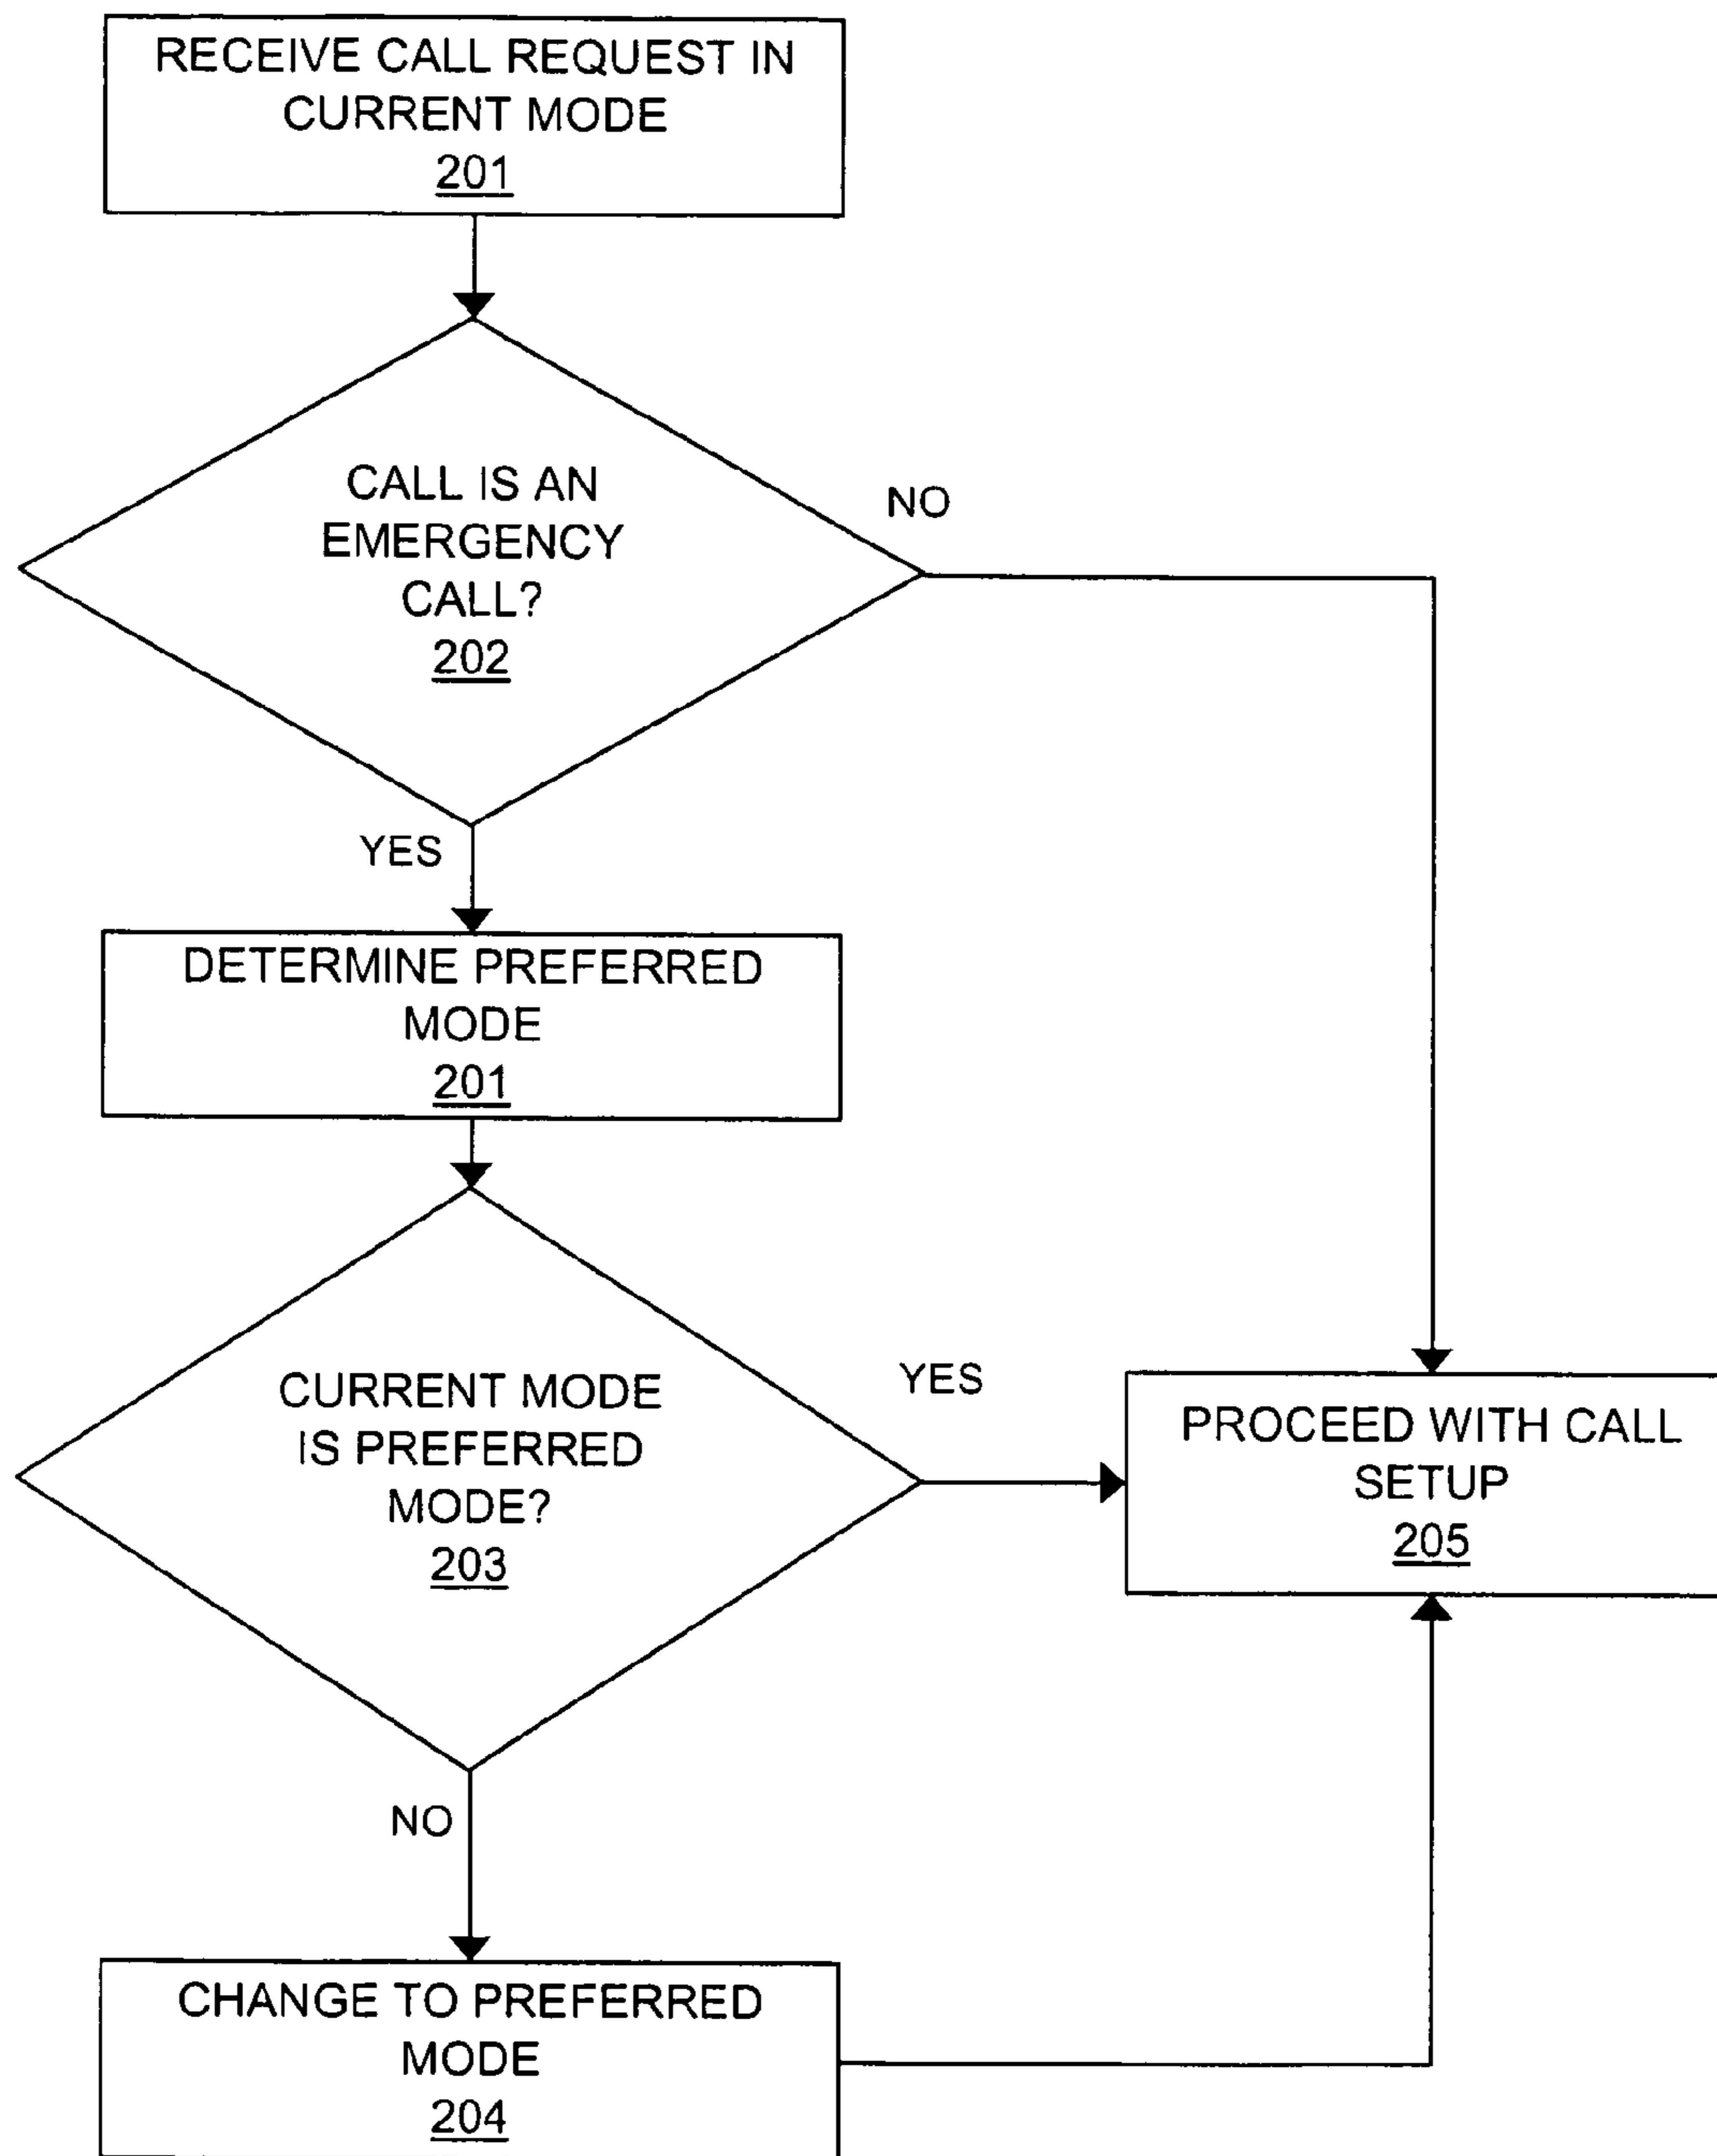 RECEIVE CALL REQUEST IN
CURRENT MODE
201
CALL IS AN
EMERGENCY
CALL?
202
NO
YES
DETERMINE PREFERRED
MODE
201
CURRENT MODE
IS PREFERRED
MODE?
203
YES
PROCEED WITH CALL
SETUP
205
NO
CHANGE TO PREFERRED
MODE
204